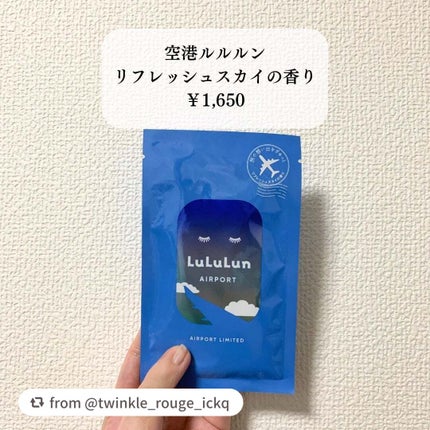 空港ルルルン
リフレッシュスカイの香り
￥1,650
LuLuLun
AIRPORT
AIRPORT LIMITED
from @twinkle_rouge_ickq